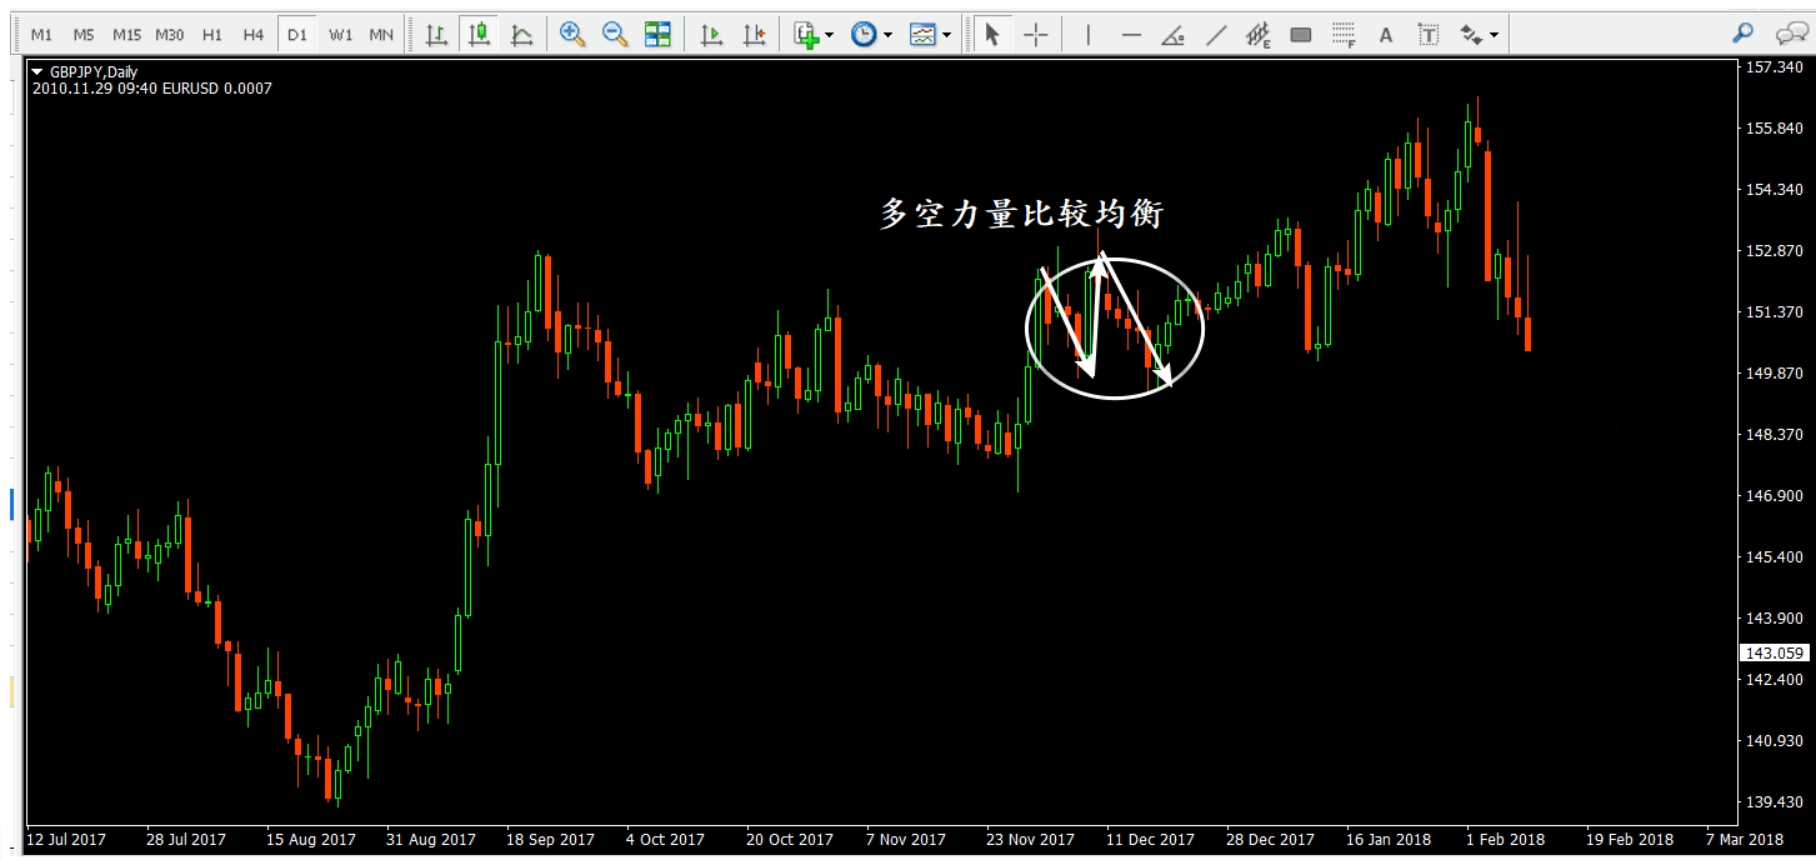 M1 M5 M15 M30 H1 H4 D1 W1 MN E F A T
GBPJPY,Daily
2010.11.29 09:40 EURUSD 0.0007
157.340
155.840
154.340
多空力量比较均衡
152.870
151.370
149.870
148.370
146.900
145.400
143.900
143.059
142.400
140.930
139.430
12 Jul 2017 28 Jul 2017 15 Aug 2017 31 Aug 2017 18 Sep 2017 4 Oct 2017 20 Oct 2017 7 Nov 2017 23 Nov 2017 11 Dec 2017 28 Dec 2017 16 Jan 2018 1 Feb 2018 19 Feb 2018 7 Mar 2018